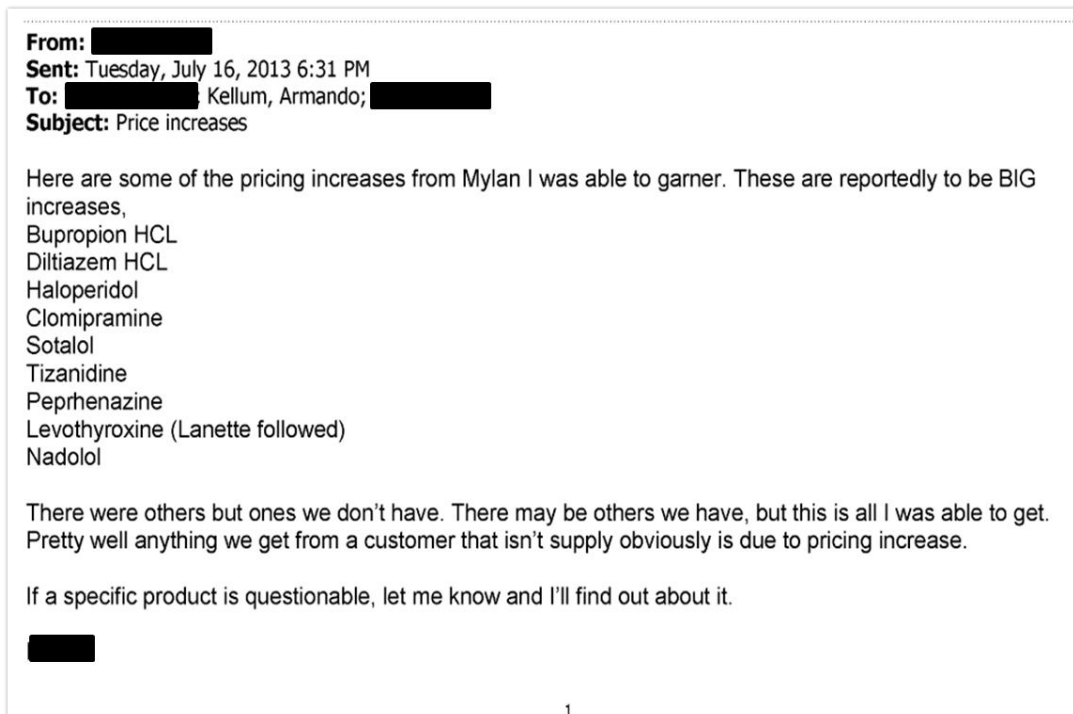 From:
Sent: Tuesday, July 16, 2013 6:31 PM
To: ; Kellum, Armando;
Subject: Price increases
Here are some of the pricing increases from Mylan I was able to garner. These are reportedly to be BIG
increases,
Bupropion HCL
Diltiazem HCL
Haloperidol
Clomipramine
Sotalol
Tizanidine
Peprhenazine
Levothyroxine (Lanette followed)
Nadolol
There were others but ones we don't have. There may be others we have, but this is all I was able to get.
Pretty well anything we get from a customer that isn't supply obviously is due to pricing increase.
If a specific product is questionable, let me know and I'll find out about it.
1